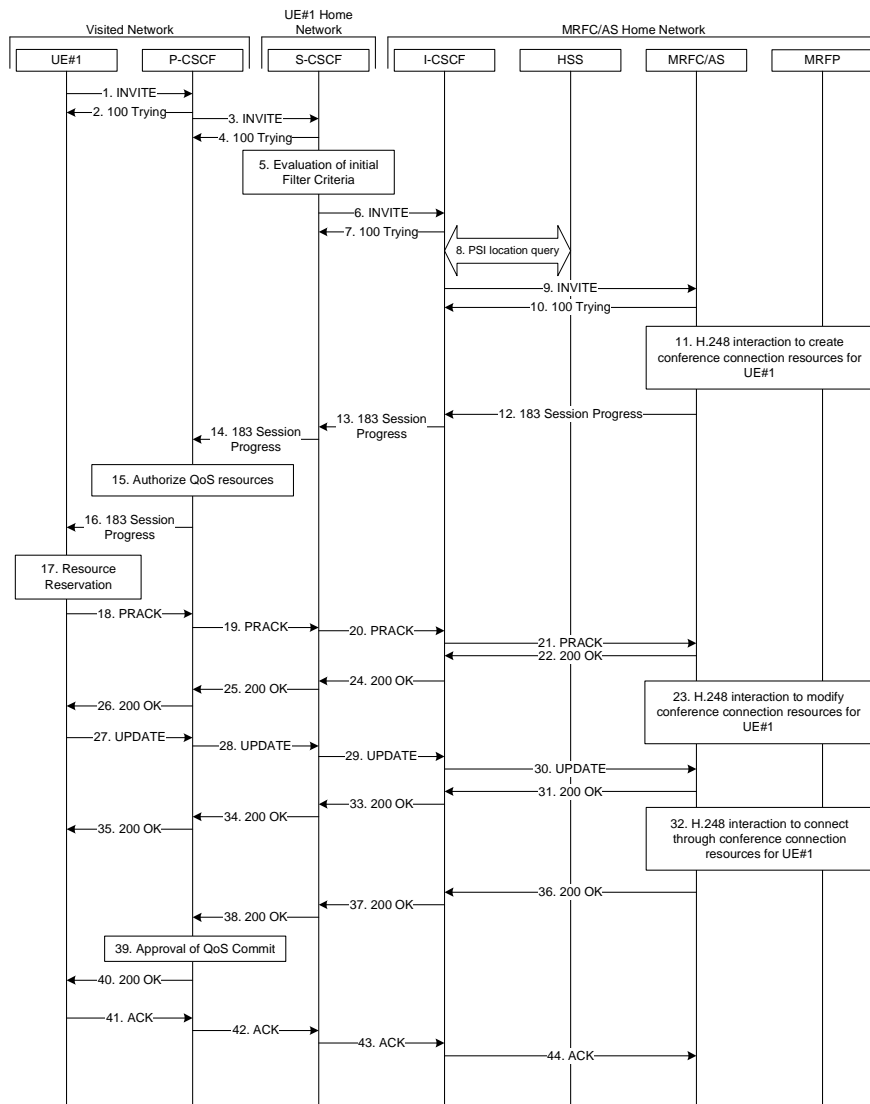 UE#1 Home
Network
Visited Network
MRFC/AS Home Network
UE#1
P-CSCF
S-CSCF
I-CSCF
HSS
MRFC/AS
MRFP
1. INVITE
2. 100 Trying
3. INVITE
4. 100 Trying
5. Evaluation of initial
Filter Criteria
6. INVITE
7. 100 Trying
8. PSI location query
9. INVITE
10. 100 Trying
11. H.248 interaction to create
conference connection resources for
UE#1
12. 183 Session Progress
13. 183 Session
Progress
14. 183 Session
Progress
15. Authorize QoS resources
16. 183 Session
Progress
17. Resource
Reservation
18. PRACK
19. PRACK
20. PRACK
21. PRACK
22. 200 OK
23. H.248 interaction to modify
conference connection resources for
UE#1
24. 200 OK
25. 200 OK
26. 200 OK
27. UPDATE
28. UPDATE
29. UPDATE
30. UPDATE
31. 200 OK
32. H.248 interaction to connect
through conference connection
resources for UE#1
33. 200 OK
34. 200 OK
35. 200 OK
36. 200 OK
37. 200 OK
38. 200 OK
39. Approval of QoS Commit
40. 200 OK
41. ACK
42. ACK
43. ACK
44. ACK